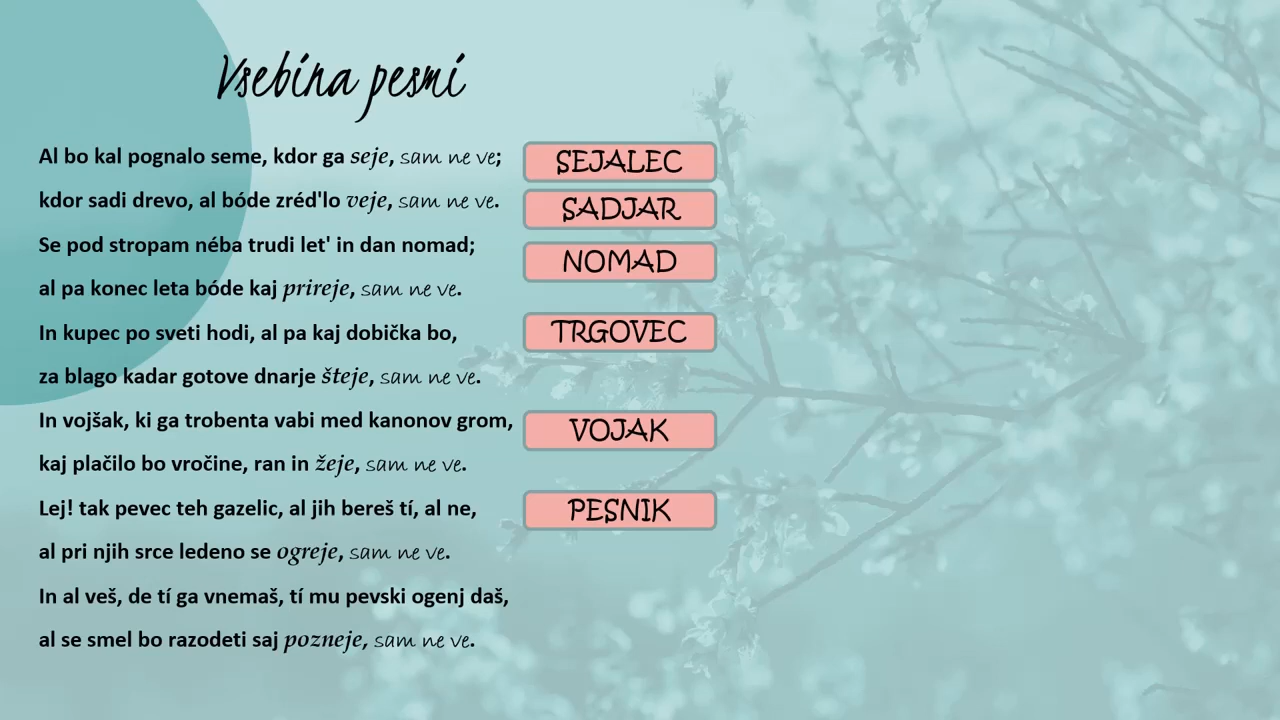 Vsebina pesmi
Al bo kal pognalo seme, kdor ga seje, sam ne ve;
SEJALEC
kdor sadi drevo, al bóde zréd'lo veje, sam ne ve.
SADJAR
Se pod stropam néba trudi let' in dan nomad;
NOMAD
al pa konec leta bóde kaj prireje, sam ne ve.
In kupec po sveti hodi, al pa kaj dobička bo,
TRGOVEC
za blago kadar gotove dnarje šteje, sam ne ve.
In vojšak, ki ga trobenta vabi med kanonov grom,
VOJAK
kaj plačilo bo vročine, ran in žeje, sam ne ve.
Lej! tak pevec teh gazelic, al jih bereš tí, al ne,
PESNIK
al pri njih srce ledeno se ogreje, sam ne ve.
In al veš, de tí ga vnemaš, tí mu pevski ogenj daš,
al se smel bo razodeti saj pozneje, sam ne ve.